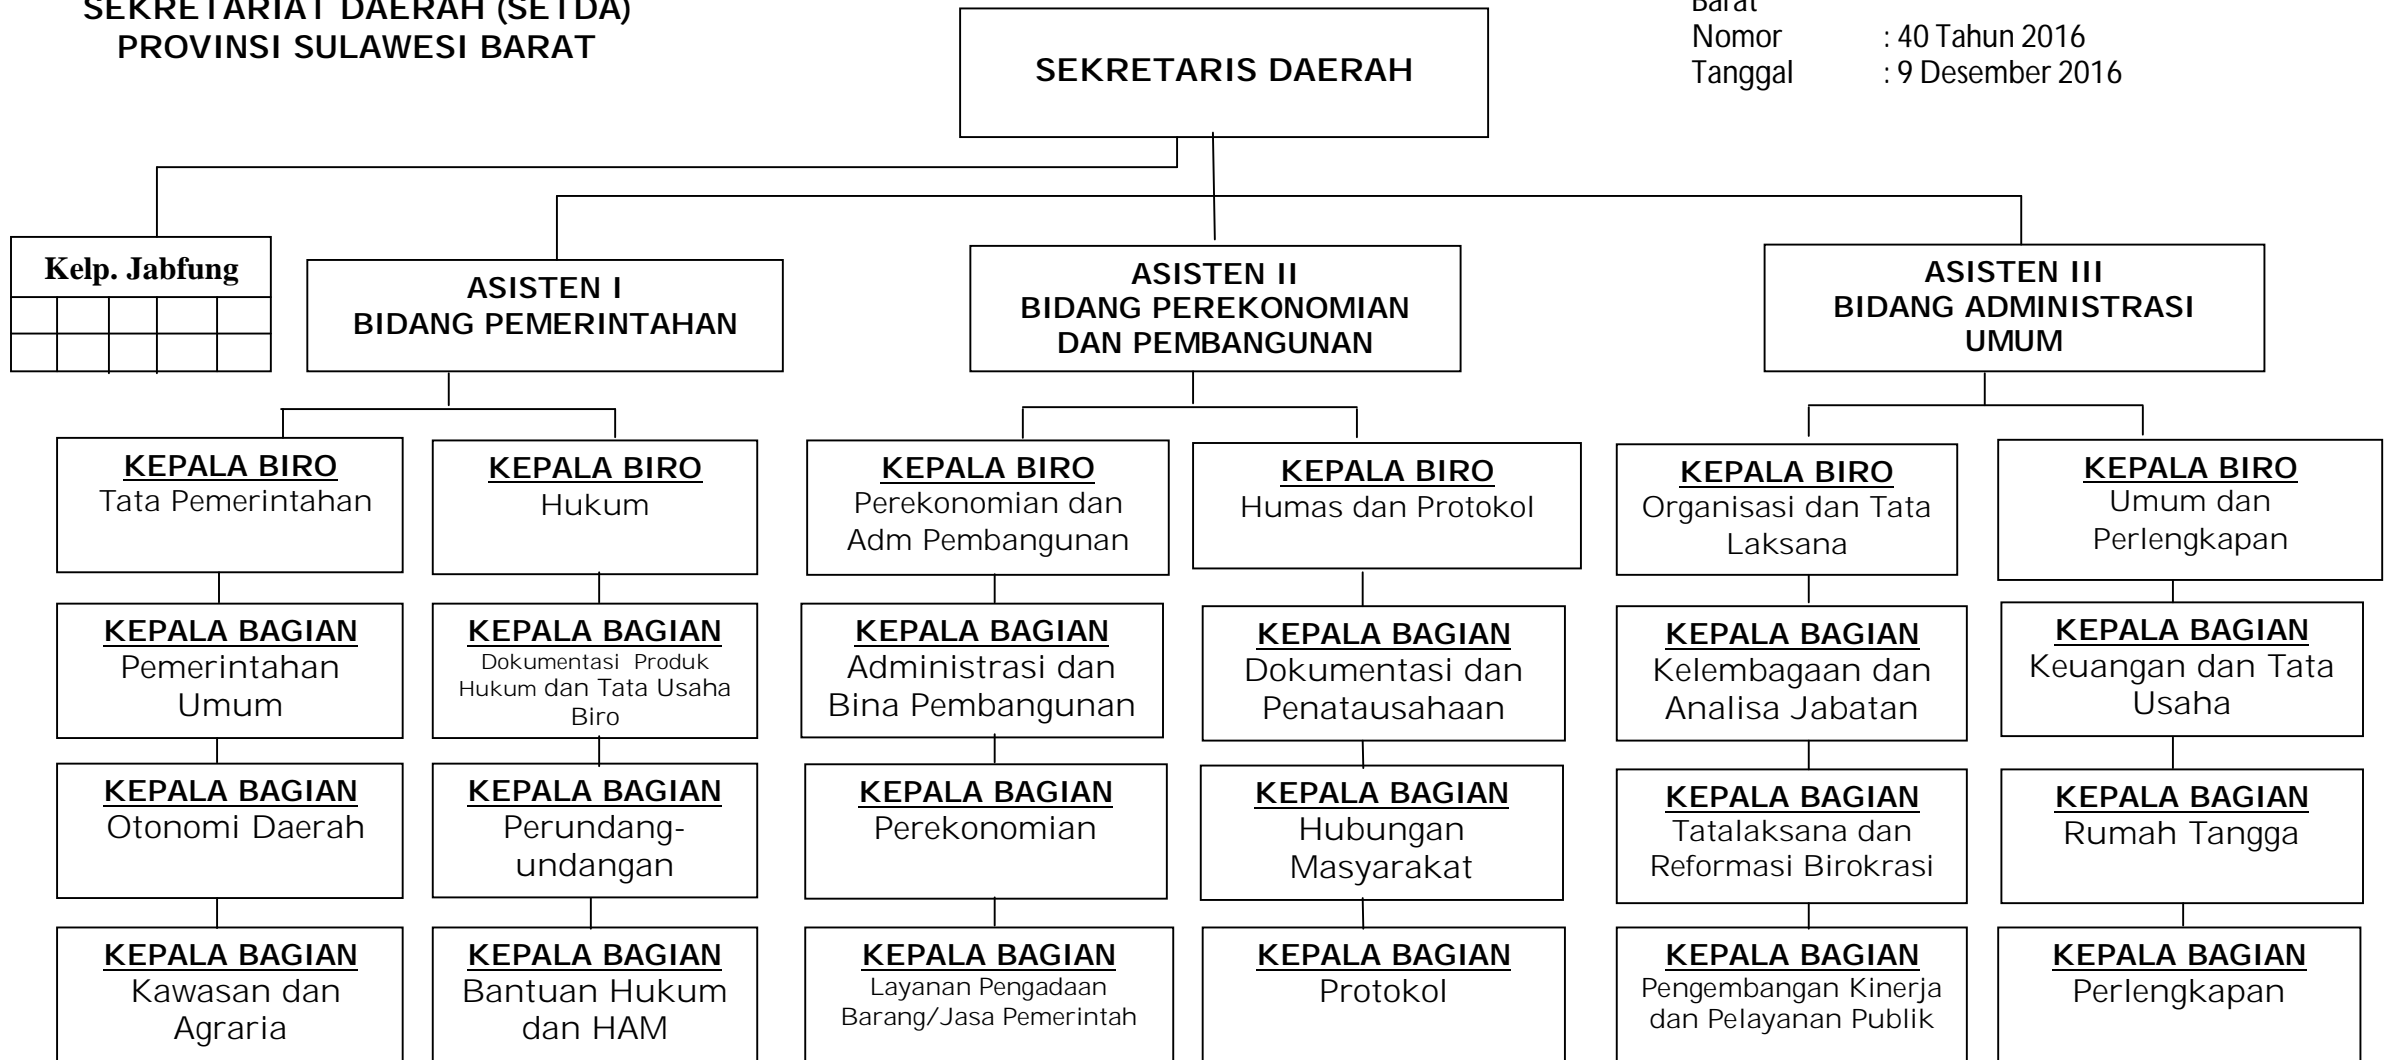 SEKRETARIAT DAERAH (SETDA)
PROVINSI SULAWESI BARAT
Barat
Nomor : 40 Tahun 2016
Tanggal : 9 Desember 2016
SEKRETARIS DAERAH
Kelp. Jabfung
ASISTEN I
BIDANG PEMERINTAHAN
ASISTEN II
BIDANG PEREKONOMIAN
DAN PEMBANGUNAN
ASISTEN III
BIDANG ADMINISTRASI
UMUM
KEPALA BIRO
Tata Pemerintahan
KEPALA BIRO
Hukum
KEPALA BIRO
Perekonomian dan
Adm Pembangunan
KEPALA BIRO
Humas dan Protokol
KEPALA BIRO
Organisasi dan Tata
Laksana
KEPALA BIRO
Umum dan
Perlengkapan
KEPALA BAGIAN
Pemerintahan
Umum
KEPALA BAGIAN
Dokumentasi Produk
Hukum dan Tata Usaha
Biro
KEPALA BAGIAN
Administrasi dan
Bina Pembangunan
KEPALA BAGIAN
Dokumentasi dan
Penatausahaan
KEPALA BAGIAN
Kelembagaan dan
Analisa Jabatan
KEPALA BAGIAN
Keuangan dan Tata
Usaha
KEPALA BAGIAN
Otonomi Daerah
KEPALA BAGIAN
Perundang-
undangan
KEPALA BAGIAN
Perekonomian
KEPALA BAGIAN
Hubungan
Masyarakat
KEPALA BAGIAN
Tatalaksana dan
Reformasi Birokrasi
KEPALA BAGIAN
Rumah Tangga
KEPALA BAGIAN
Kawasan dan
Agraria
KEPALA BAGIAN
Bantuan Hukum
dan HAM
KEPALA BAGIAN
Layanan Pengadaan
Barang/Jasa Pemerintah
KEPALA BAGIAN
Protokol
KEPALA BAGIAN
Pengembangan Kinerja
dan Pelayanan Publik
KEPALA BAGIAN
Perlengkapan